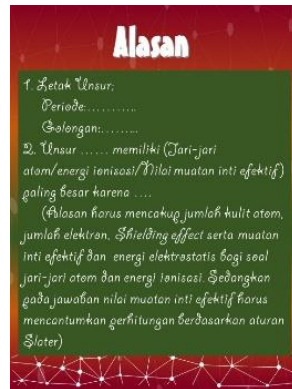 Alasan
1. Letak Unsur;
Periode:...........
Golongan:........
2. Unsur ...... memiliki (Jari-jari
atom/energi ionisasi/Nilai muatan inti efektif)
paling besar karena ....
(Alasan harus mencakup jumlah kulit atom,
jumlah elektron, Shielding effect serta muatan
inti efektif dan energi elektrostatis bagi soal
jari-jari atom dan energi ionisasi. Sedangkan
pada jawaban nilai muatan inti efektif harus
mencantumkan perhitungan berdasarkan aturan
Slater)